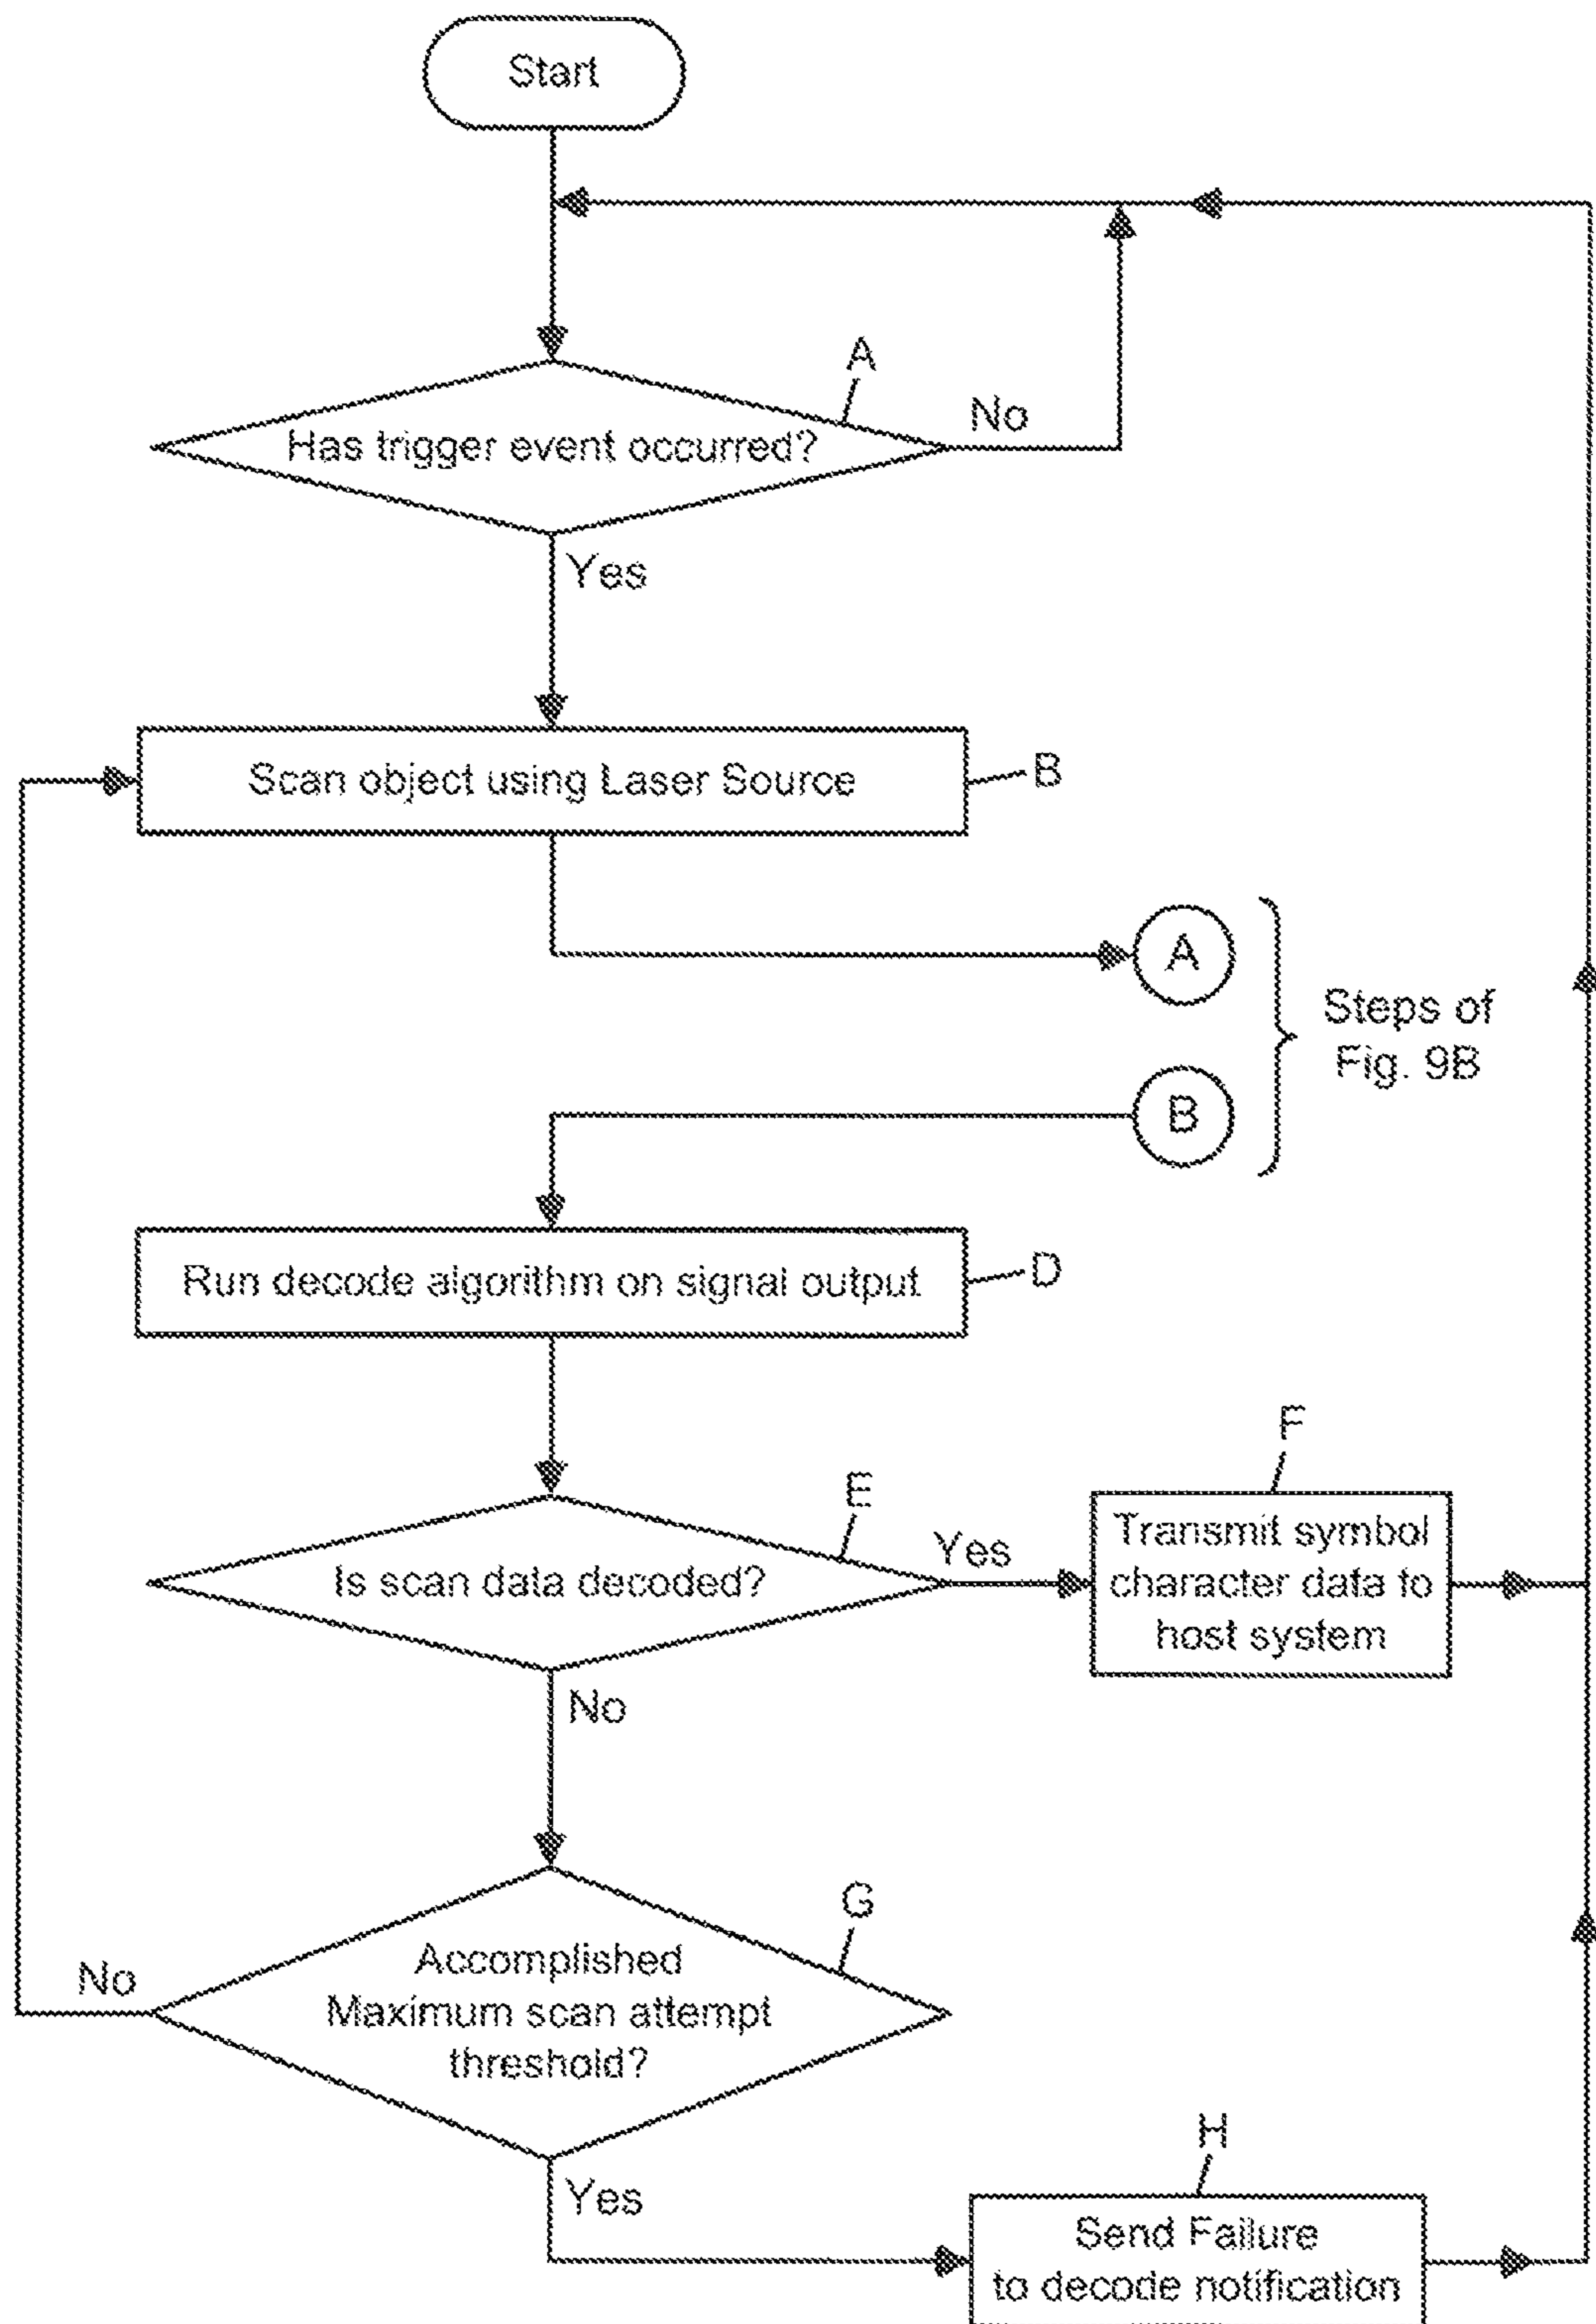 Start
A
Has trigger event occurred?
No
Yes
Scan object using Laser Source
B
A
Steps of
Fig. 9B
B
Run decode algorithm on signal output
D
E
Is scan data decoded?
Yes
F
Transmit symbol
character data to
host system
No
G
Accomplished
Maximum scan attempt
threshold?
No
Yes
H
Send Failure
to decode notification